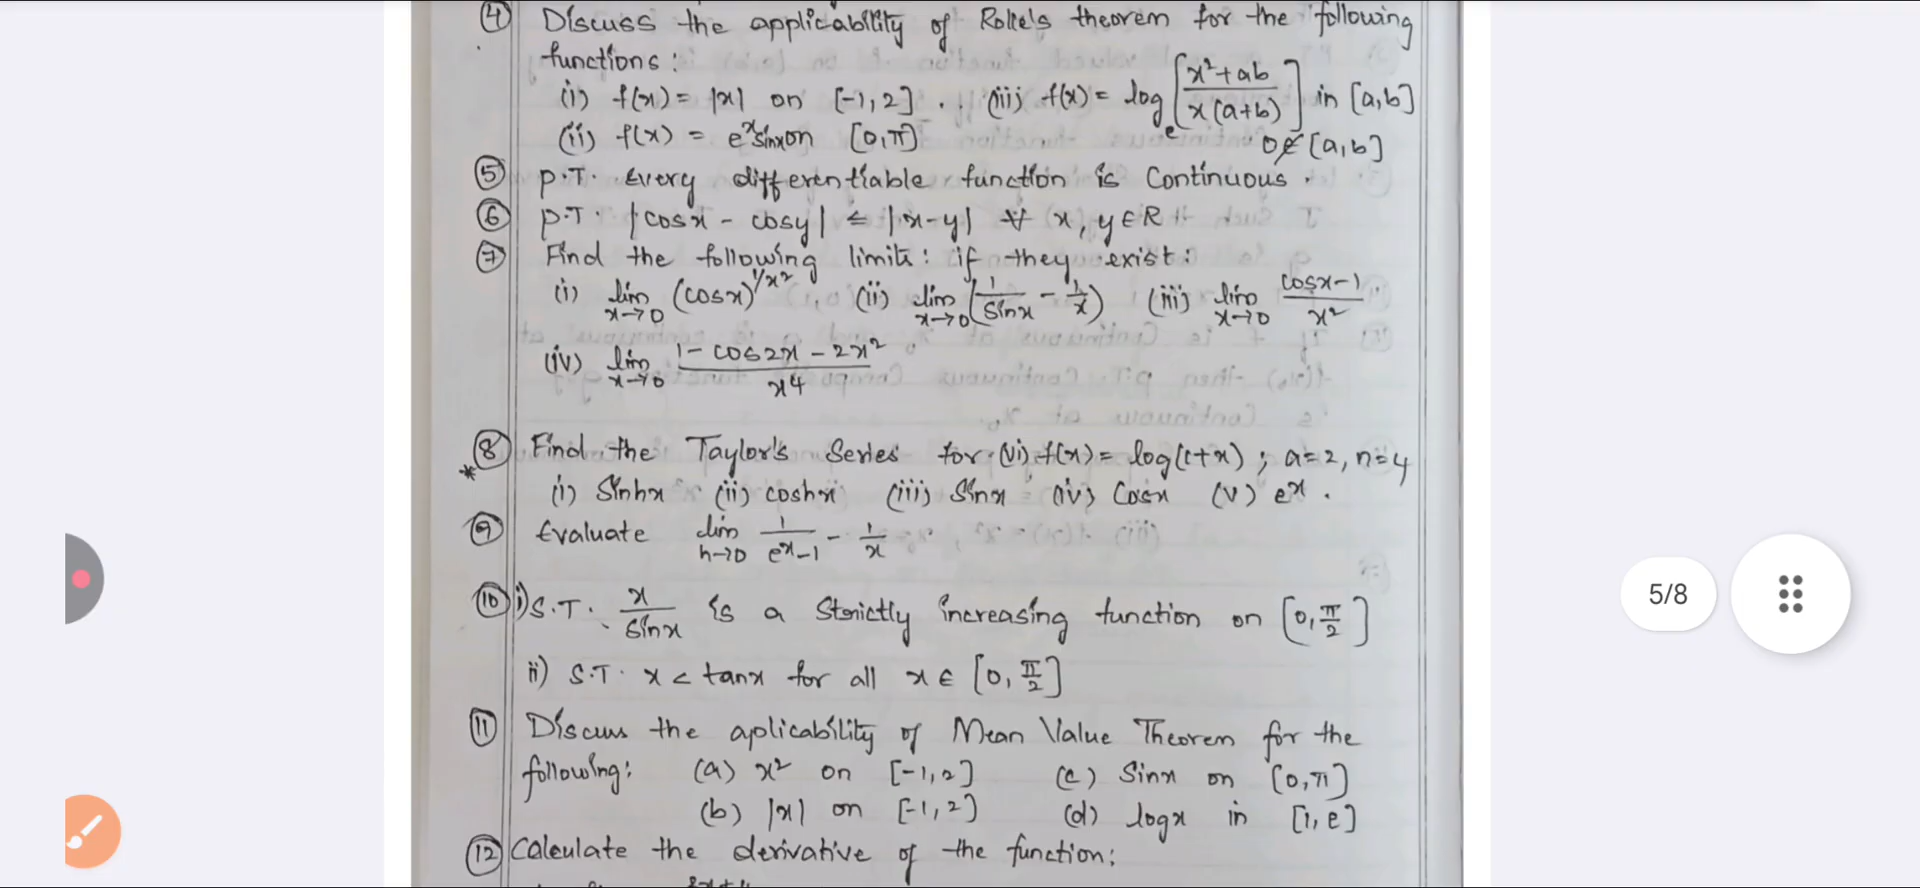 ④ Discuss the applicability of Rolle's theorem for the following
functions:
(i) f(x) = |x| on [-1,2] . (iii) f(x) = log_e [ (x²+ab) / (x(a+b)) ] in [a,b]
(ii) f(x) = e^x sinx on [0,π] 0∉[a,b]
⑤ P.T. Every differentiable function is Continuous.
⑥ P.T. |cosx - cosy| ≤ |x-y| ∀ x, y ∈ R
⑦ Find the following limits: if they exist:
(i) lim x→0 (cosx)^1/x² (ii) lim x→0 (1/sinx - 1/x) (iii) lim x→0 (cosx-1)/x²
(iv) lim x→0 (1 - cos2x - 2x²)/x⁴
*⑧ Find the Taylor's Series for (vi) f(x) = log(1+x) ; a=2, n=4
(i) Sinhx (ii) coshx (iii) Sinx (iv) Cosx (v) e^x .
⑨ Evaluate lim h→0 1/(e^x-1) - 1/x
⑩ i) S.T. x/sinx is a Strictly increasing function on [0, π/2]
ii) S.T. x < tanx for all x ∈ [0, π/2]
⑪ Discuss the aplicability of Mean Value Theorem for the
following: (a) x² on [-1,2] (c) Sinx on [0,π]
(b) |x| on [-1,2] (d) logx in [1,e]
⑫ Calculate the derivative of the function:
5/8